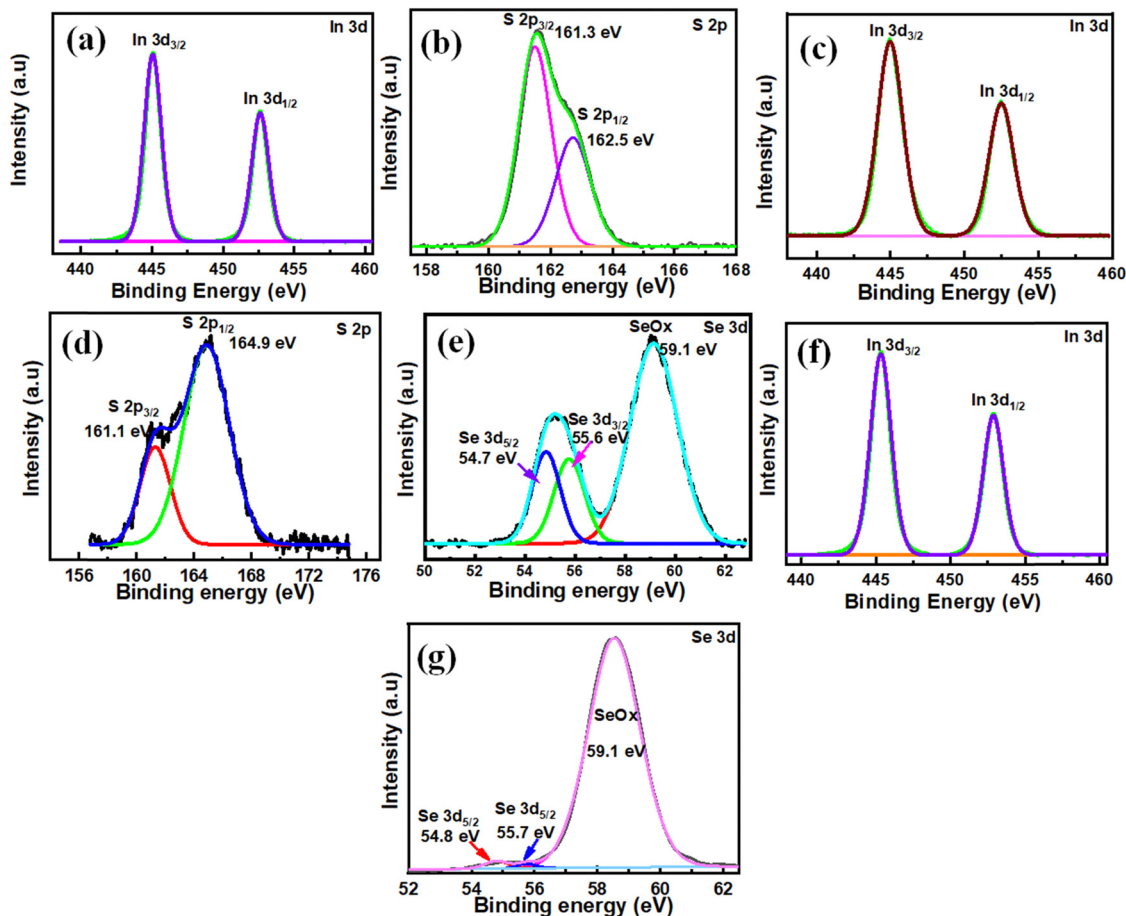 (a)
In 3d
In 3d3/2
In 3d1/2
Intensity (a.u)
440 445 450 455 460
Binding Energy (eV)
(b)
S 2p
S 2p3/2 161.3 eV
S 2p1/2
162.5 eV
Intensity (a.u)
158 160 162 164 166 168
Binding Energy (eV)
(c)
In 3d
In 3d3/2
In 3d1/2
Intensity (a.u)
440 445 450 455 460
Binding Energy (eV)
(d)
S 2p
S 2p1/2
164.9 eV
S 2p3/2
161.1 eV
Intensity (a.u)
156 160 164 168 172 176
Binding energy (eV)
(e)
SeOx
Se 3d
59.1 eV
Se 3d5/2
54.7 eV
Se 3d3/2
55.6 eV
Intensity (a.u)
50 52 54 56 58 60 62
Binding energy (eV)
(f)
In 3d
In 3d3/2
In 3d1/2
Intensity (a.u)
440 445 450 455 460
Binding Energy (eV)
(g)
Se 3d
SeOx
59.1 eV
Se 3d5/2
54.8 eV
Se 3d5/2
55.7 eV
Intensity (a.u)
52 54 56 58 60 62
Binding energy (eV)